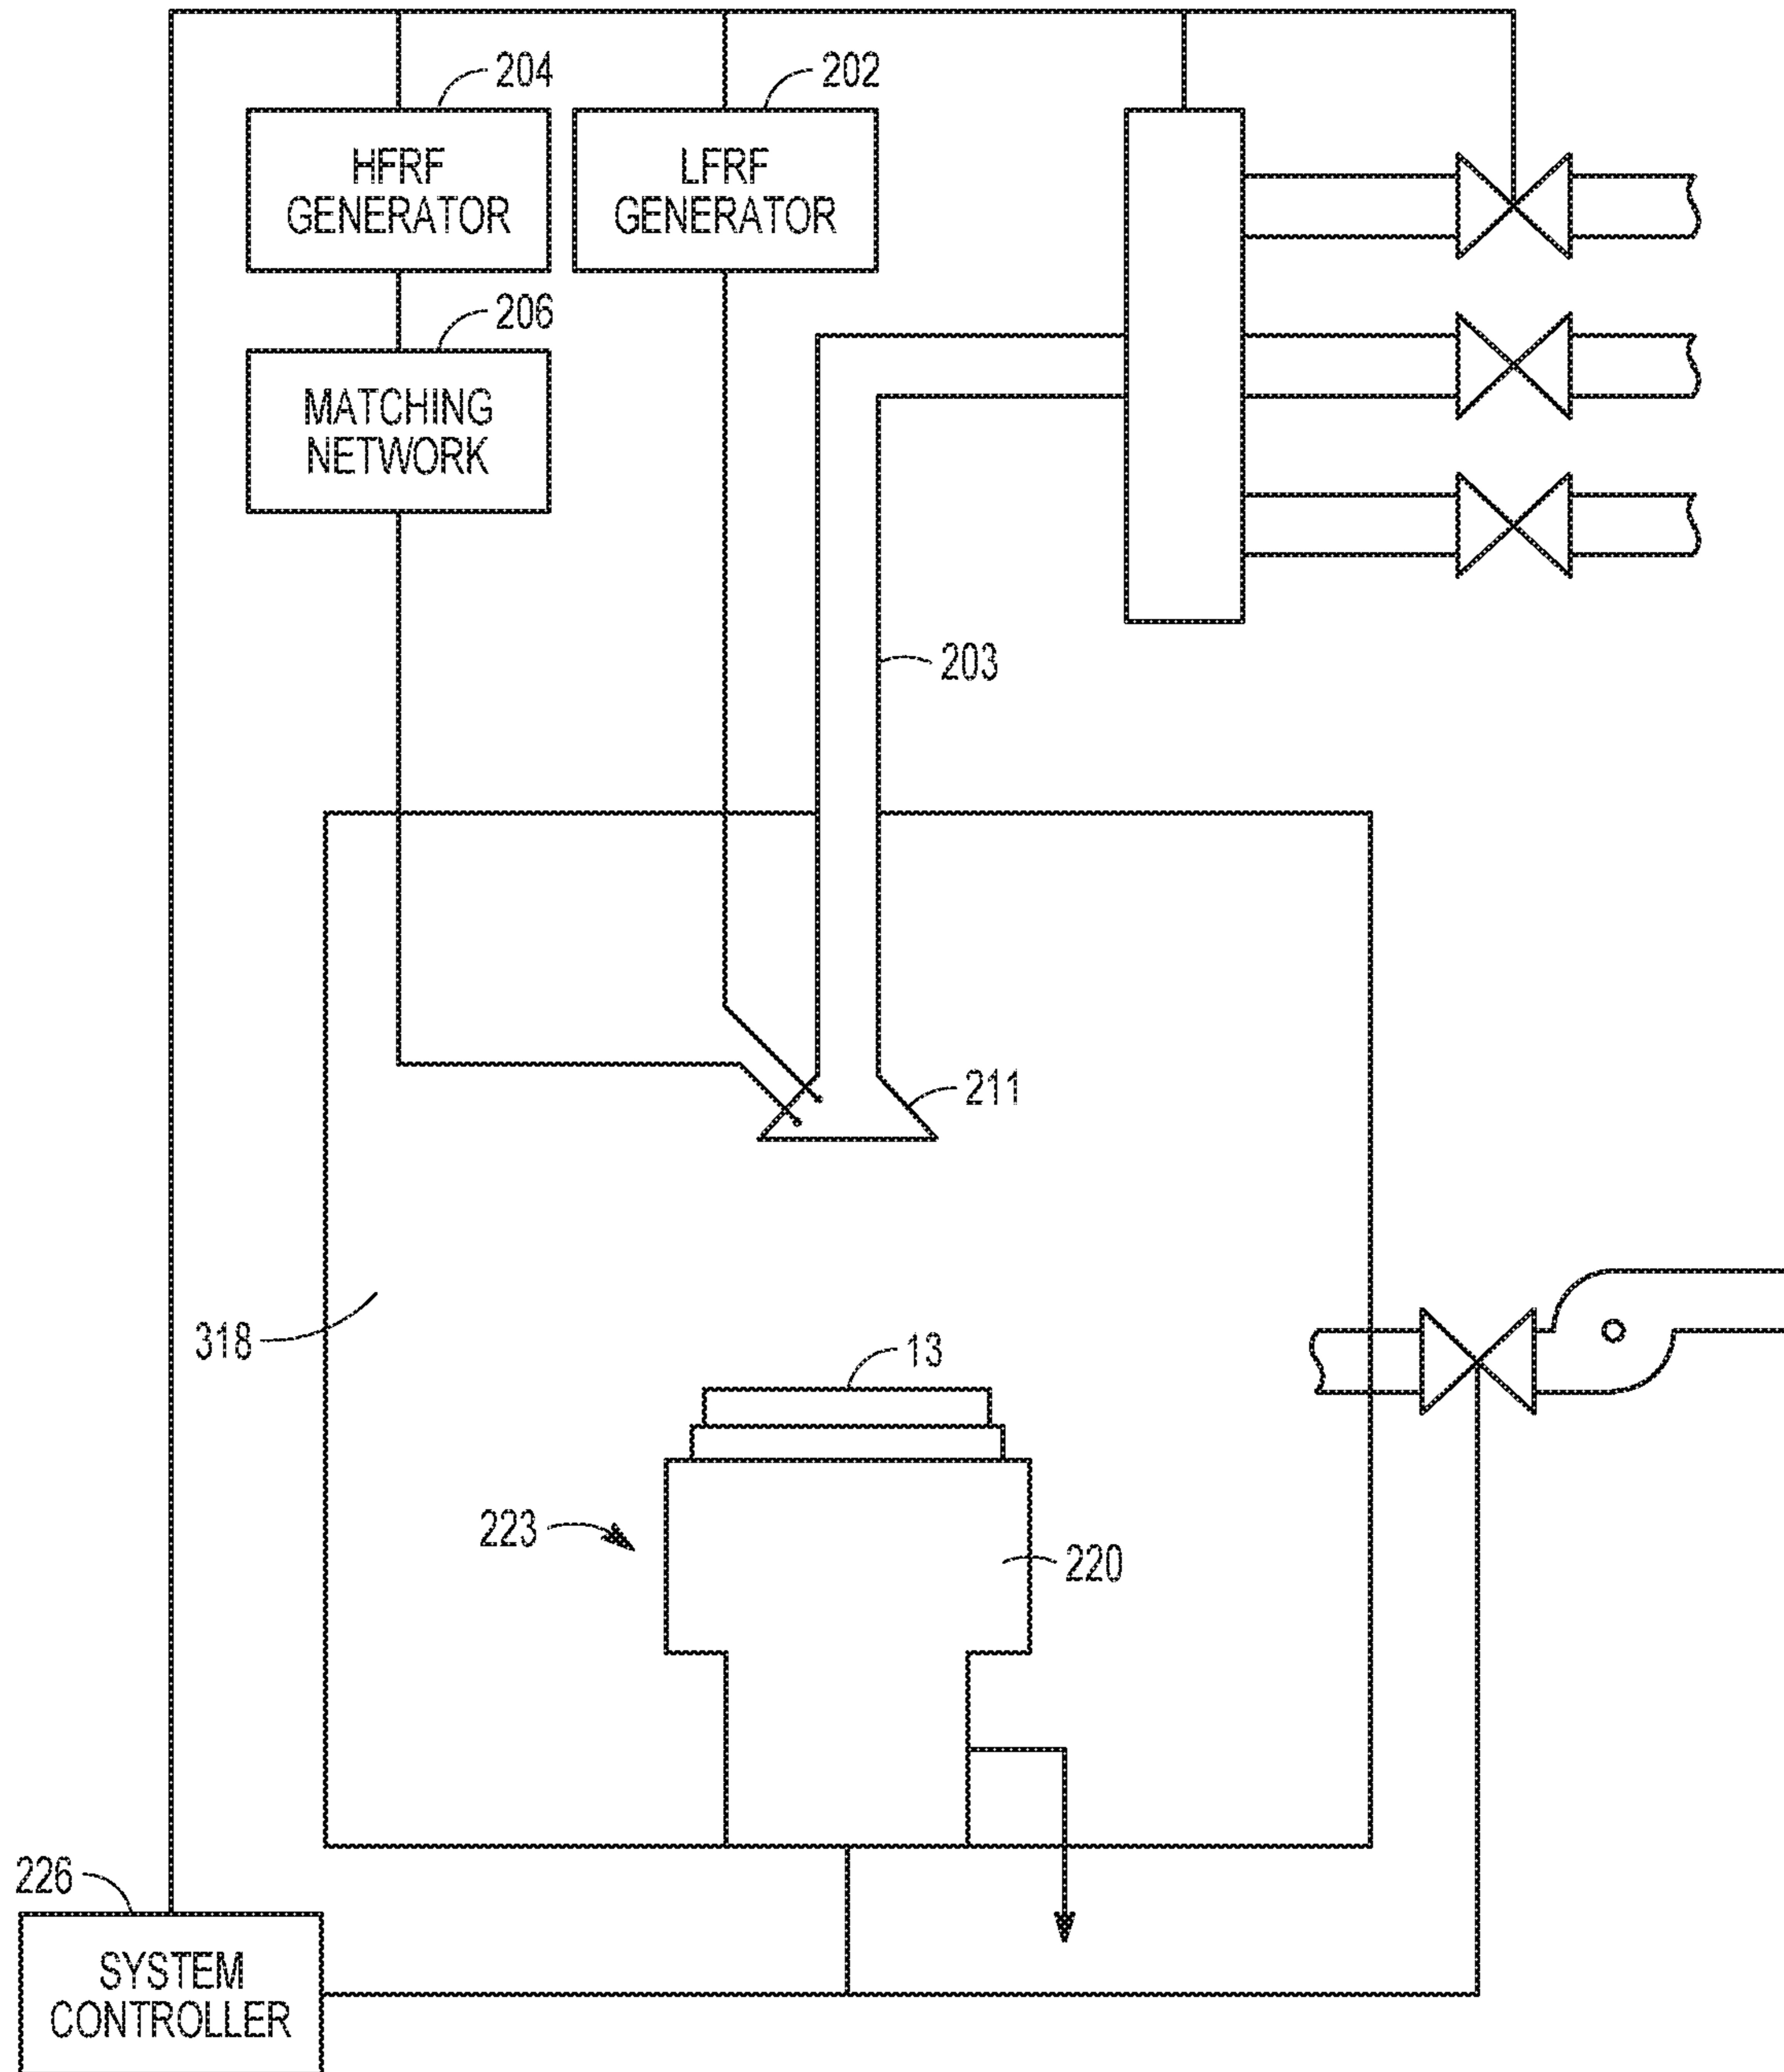 204
202
HFRF
GENERATOR
LFRF
GENERATOR
206
MATCHING
NETWORK
203
211
318
13
223
220
226
SYSTEM
CONTROLLER